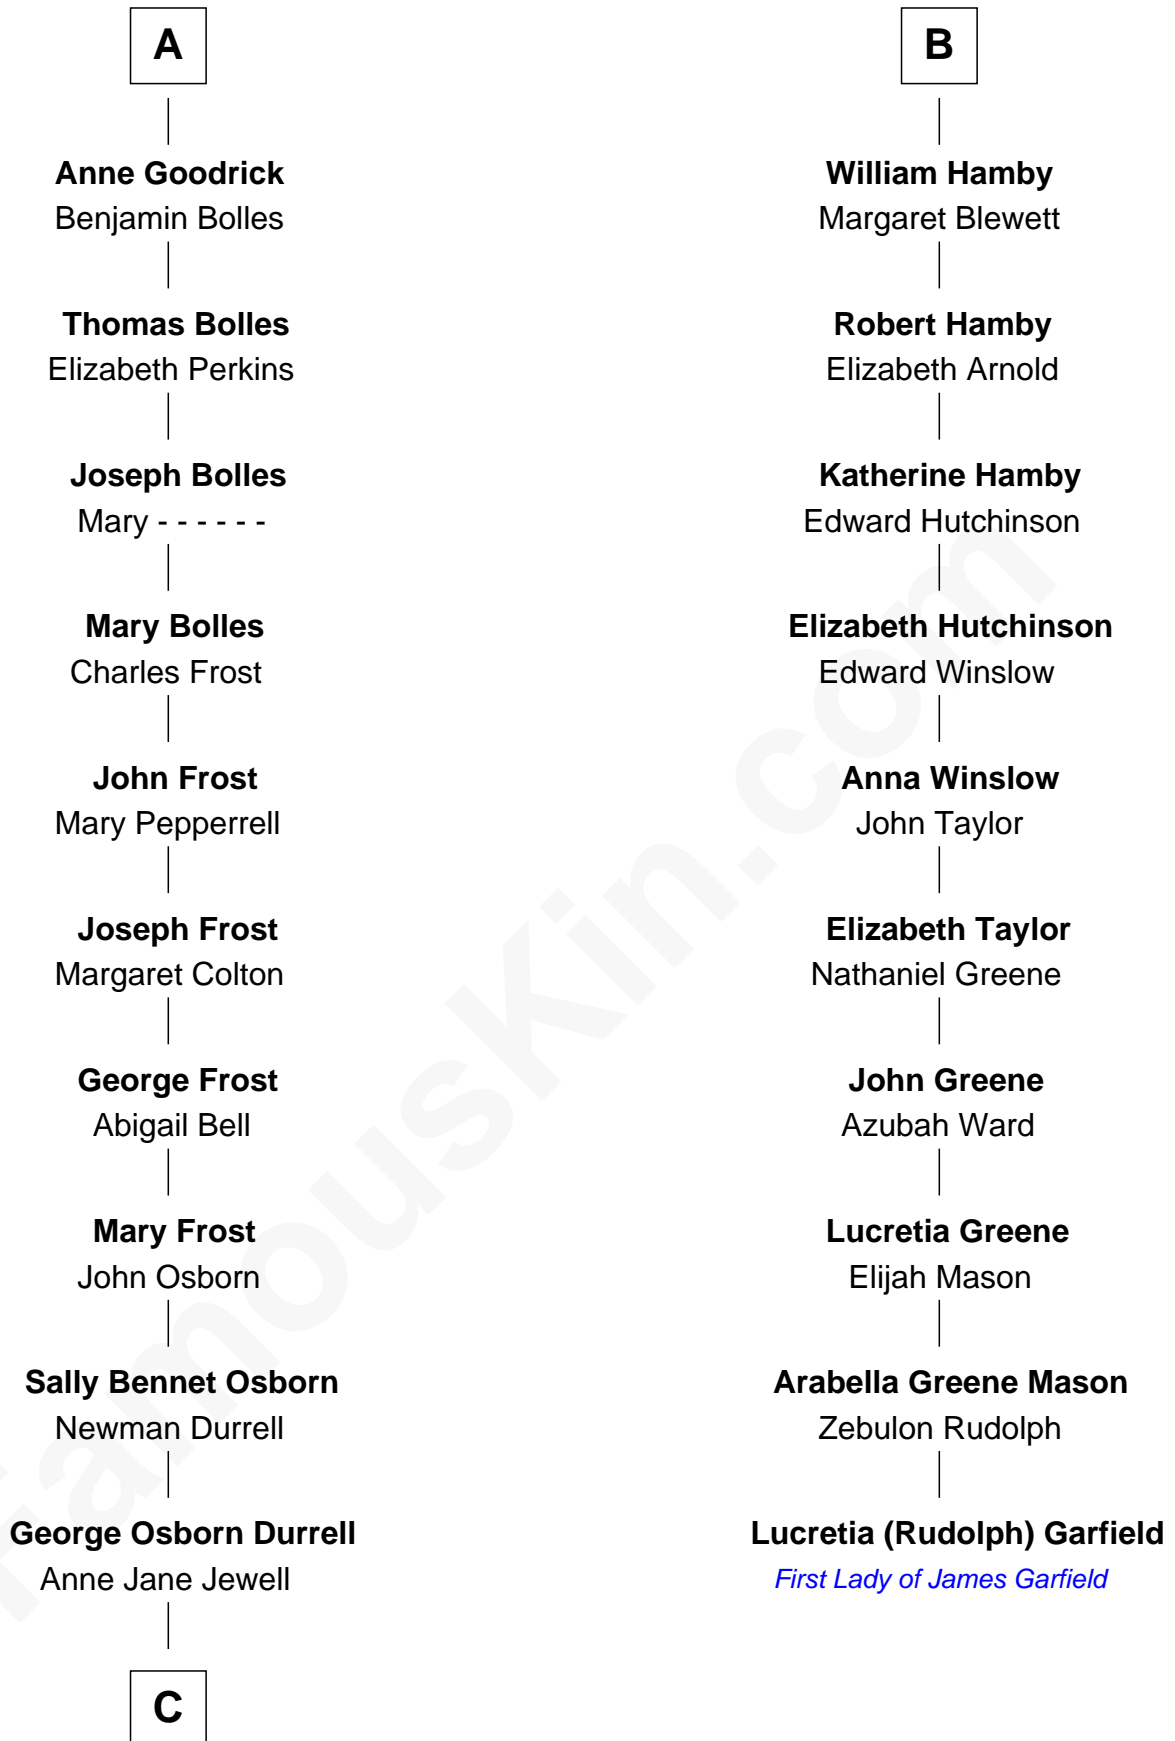 A
Anne Goodrick
Benjamin Bolles
Thomas Bolles
Elizabeth Perkins
Joseph Bolles
Mary - - - - - -
Mary Bolles
Charles Frost
John Frost
Mary Pepperrell
Joseph Frost
Margaret Colton
George Frost
Abigail Bell
Mary Frost
John Osborn
Sally Bennet Osborn
Newman Durrell
George Osborn Durrell
Anne Jane Jewell
C
B
William Hamby
Margaret Blewett
Robert Hamby
Elizabeth Arnold
Katherine Hamby
Edward Hutchinson
Elizabeth Hutchinson
Edward Winslow
Anna Winslow
John Taylor
Elizabeth Taylor
Nathaniel Greene
John Greene
Azubah Ward
Lucretia Greene
Elijah Mason
Arabella Greene Mason
Zebulon Rudolph
Lucretia (Rudolph) Garfield
First Lady of James Garfield
FamousKin.com